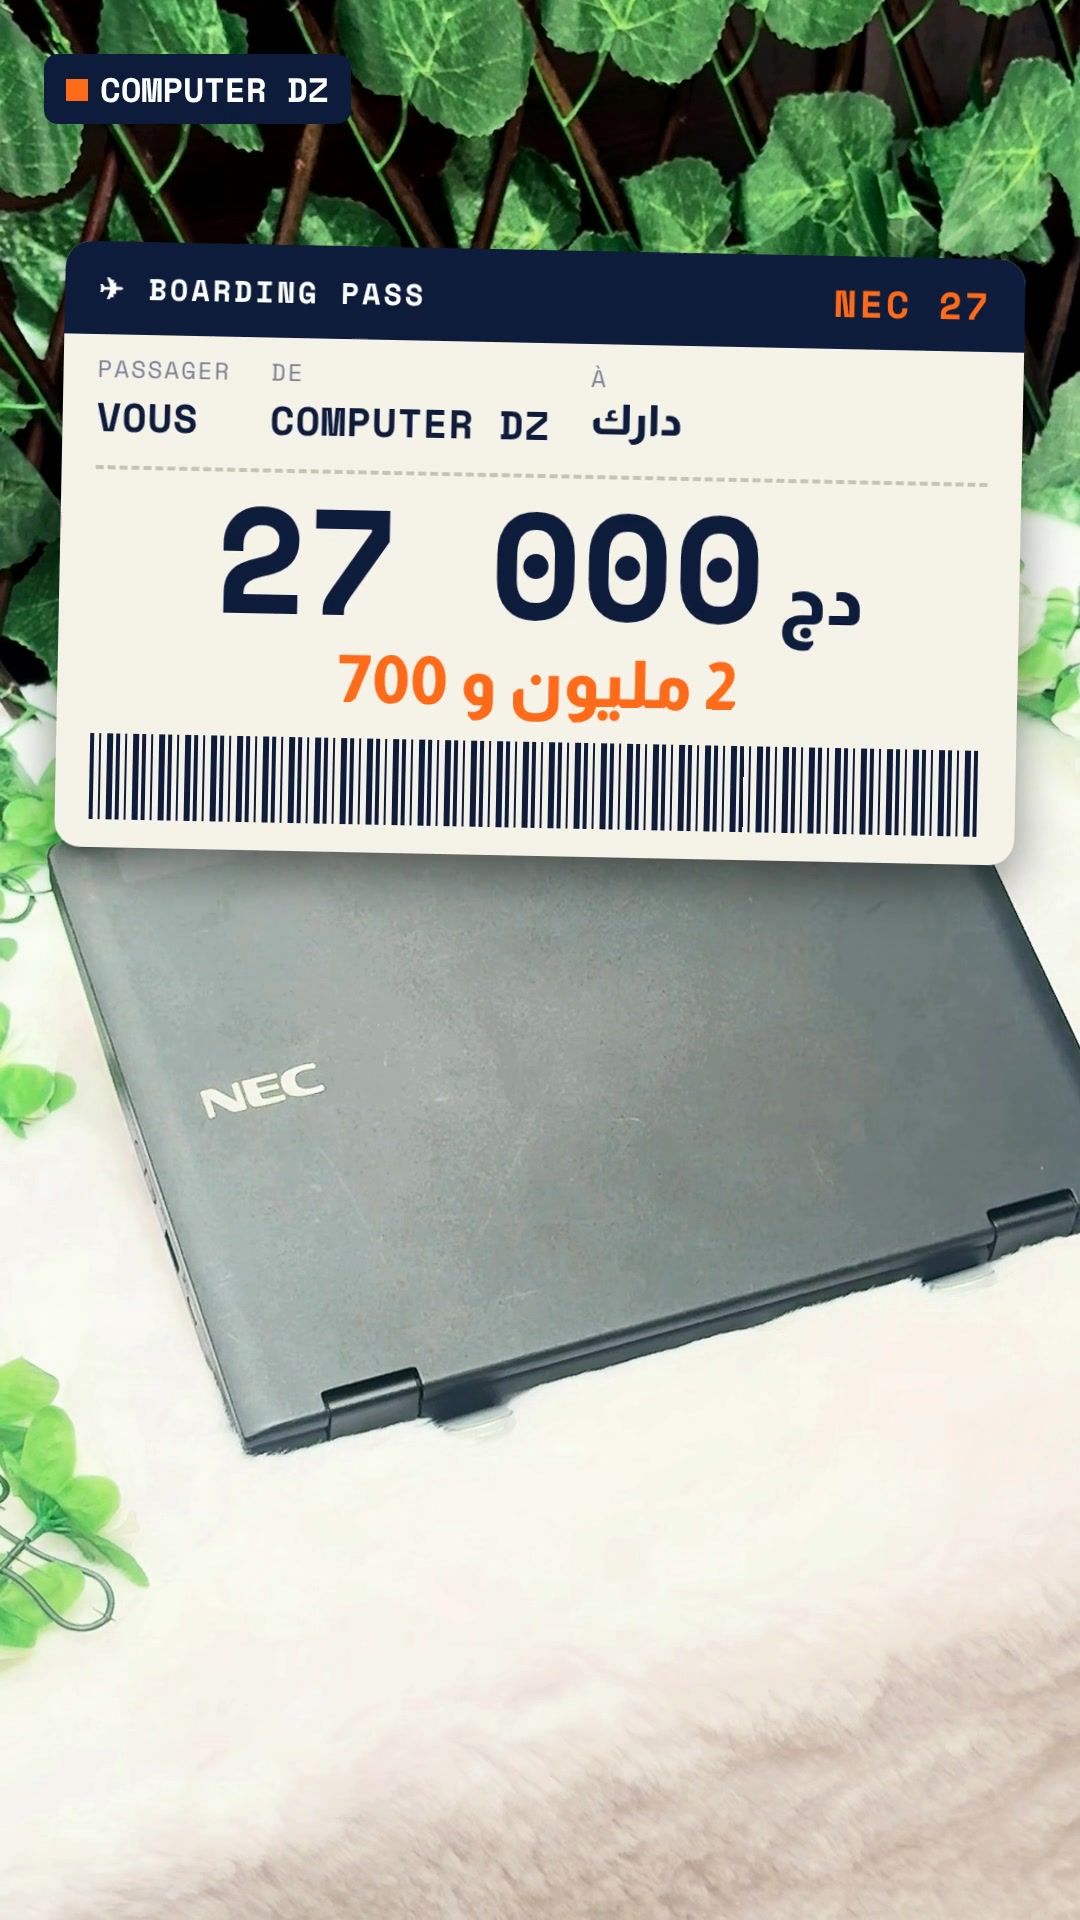 COMPUTER DZ
✈ BOARDING PASS
NEC 27
PASSAGER DE À
VOUS COMPUTER DZ دارك
27 000 دج
2 مليون و 700
NEC